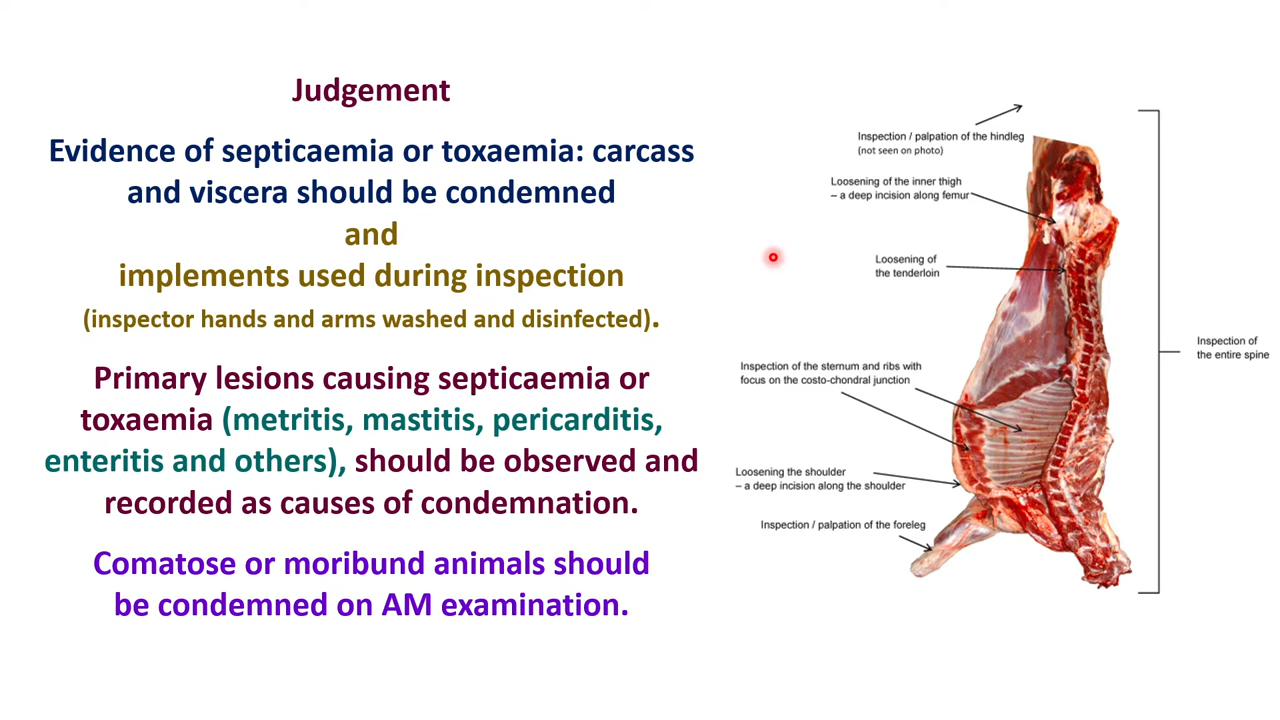 Judgement
Evidence of septicaemia or toxaemia: carcass
and viscera should be condemned
and
implements used during inspection
(inspector hands and arms washed and disinfected).
Primary lesions causing septicaemia or
toxaemia (metritis, mastitis, pericarditis,
enteritis and others), should be observed and
recorded as causes of condemnation.
Comatose or moribund animals should
be condemned on AM examination.
Inspection / palpation of the hindleg
(not seen on photo)
Loosening of the inner thigh
– a deep incision along femur
Loosening of
the tenderloin
Inspection of the sternum and ribs with
focus on the costo-chondral junction
Loosening the shoulder
– a deep incision along the shoulder
Inspection / palpation of the foreleg
Inspection of
the entire spine